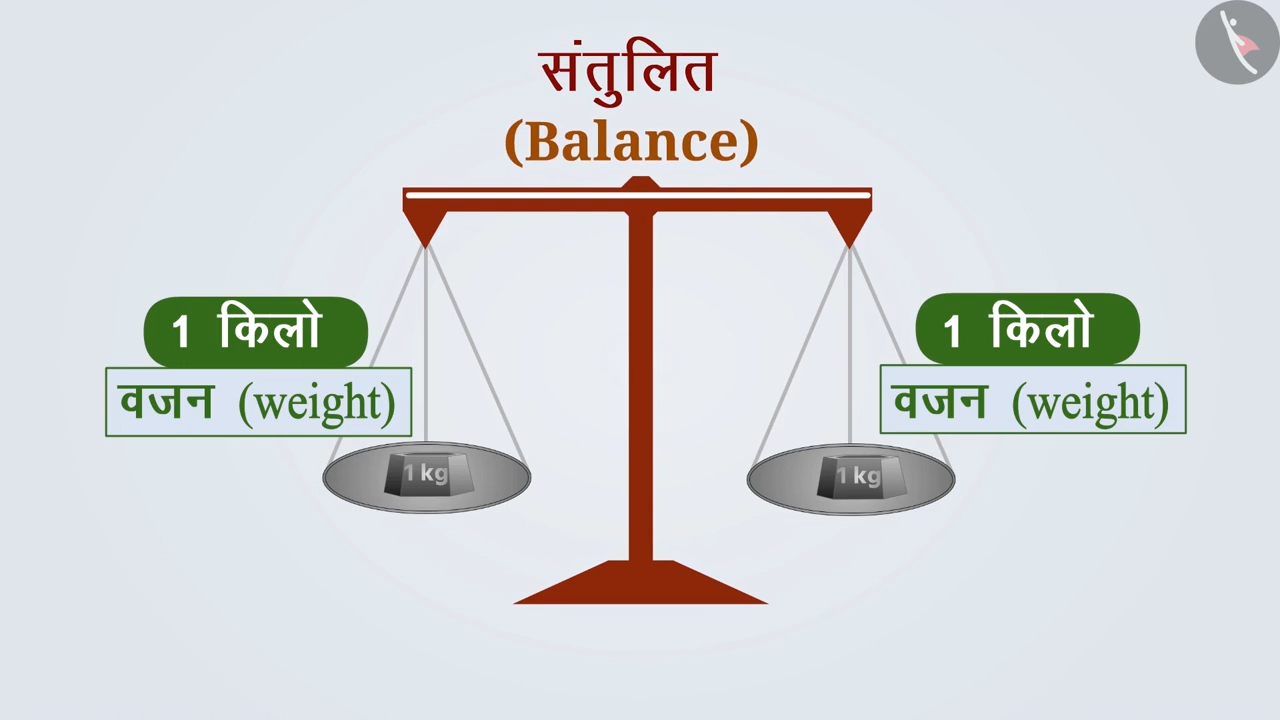 संतुलित
(Balance)
1 किलो
वजन (weight)
1 kg
1 किलो
वजन (weight)
1 kg